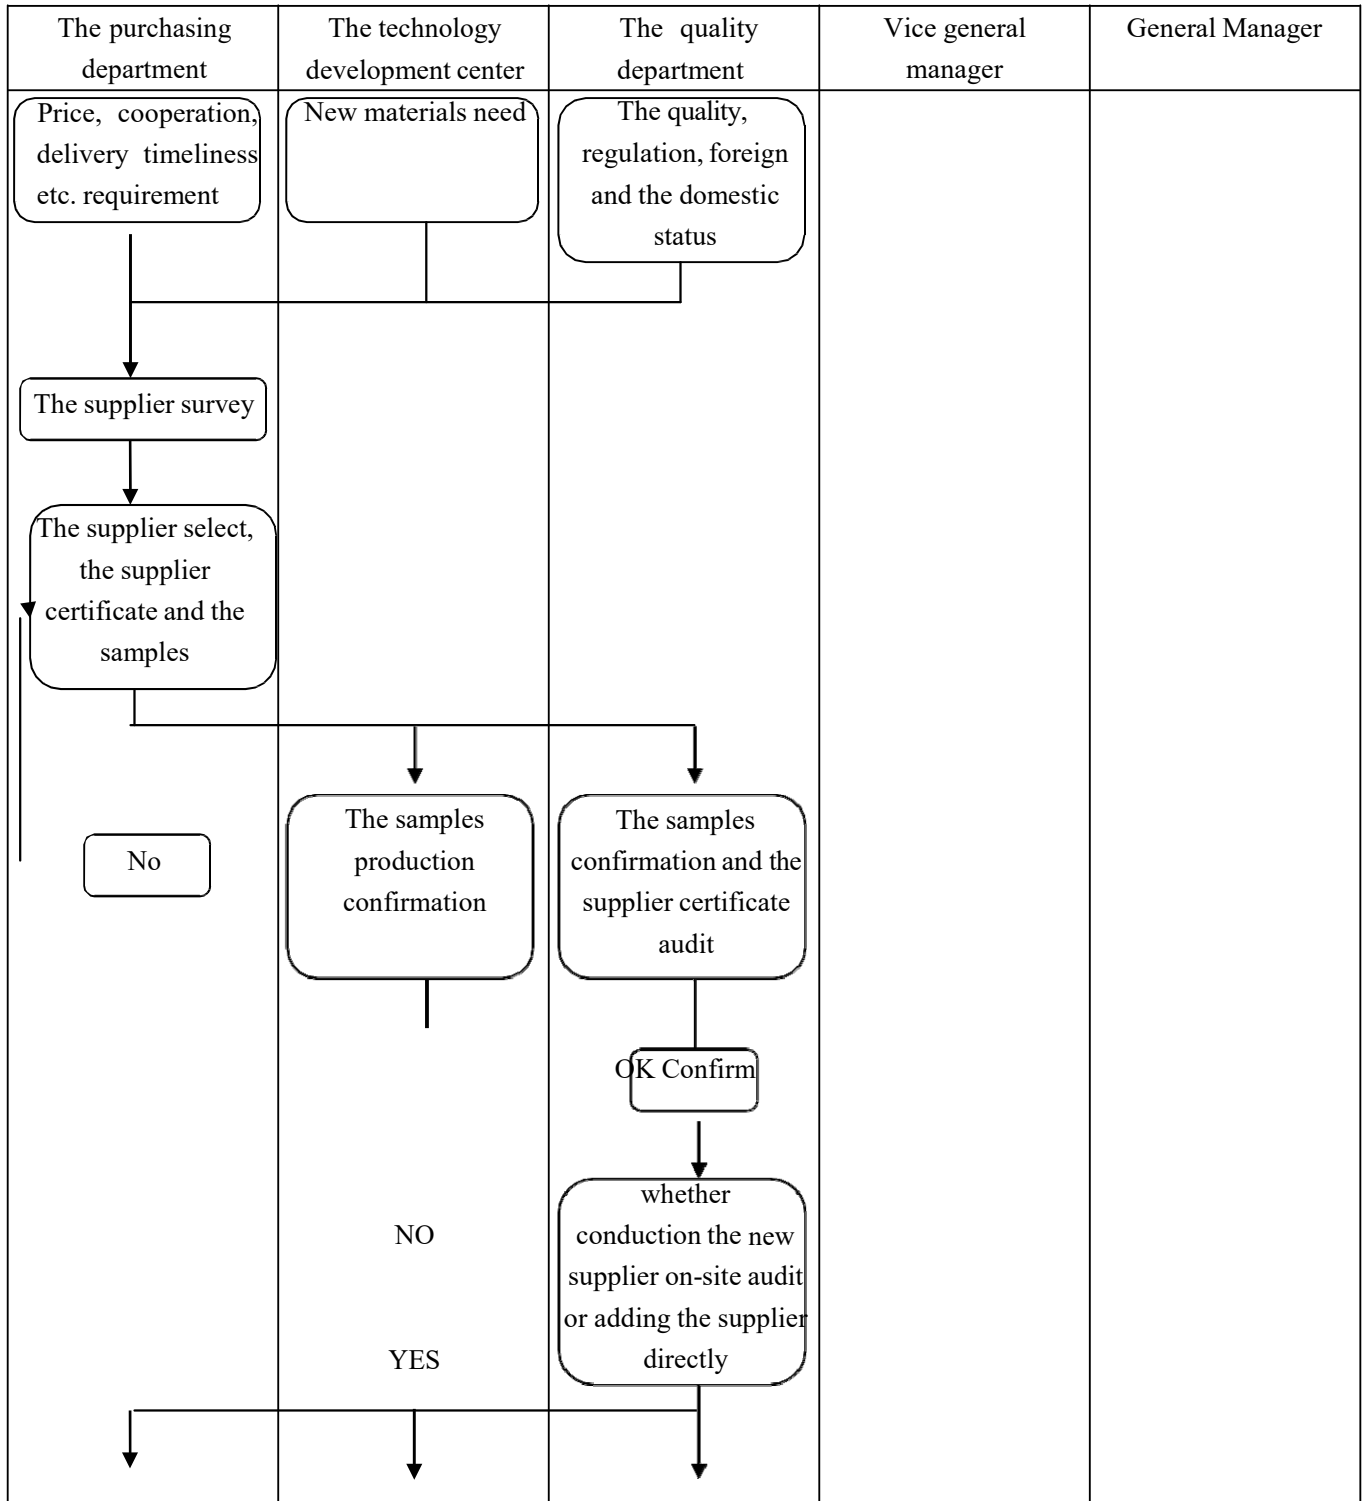 The purchasing
department
The technology
development center
The quality
department
Vice general
manager
General Manager
Price, cooperation,
delivery timeliness
etc. requirement
New materials need
The quality,
regulation, foreign
and the domestic
status
The supplier survey
The supplier select,
the supplier
certificate and the
samples
No
The samples
production
confirmation
The samples
confirmation and the
supplier certificate
audit
OK Confirm
whether
conduction the new
supplier on-site audit
or adding the supplier
directly
NO
YES